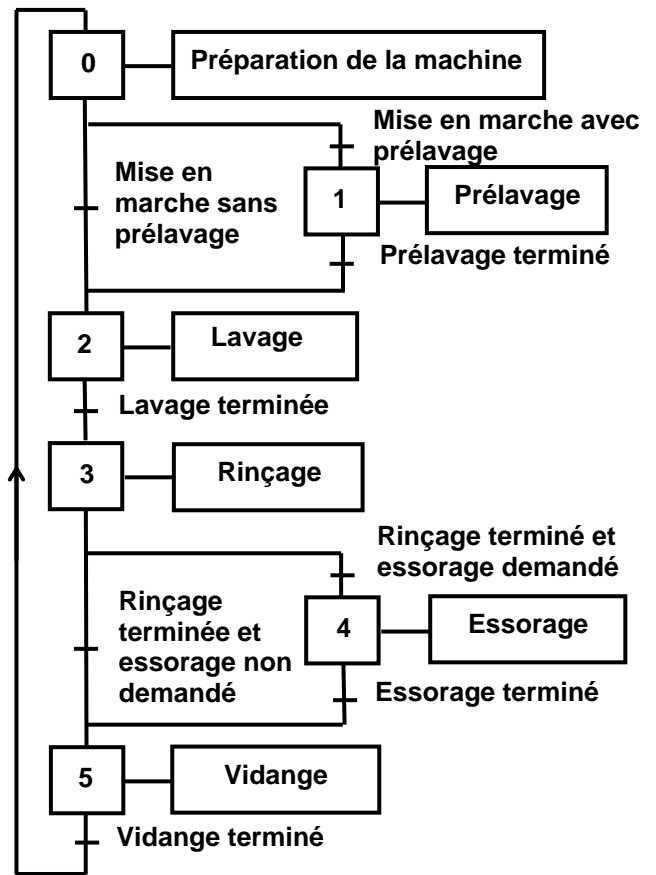 0
Préparation de la machine
Mise en marche avec
prélavage
Mise en
marche sans
prélavage
1
Prélavage
Prélavage terminé
2
Lavage
Lavage terminée
3
Rinçage
Rinçage terminé et
essorage demandé
Rinçage
terminée et
essorage non
demandé
4
Essorage
Essorage terminé
5
Vidange
Vidange terminé